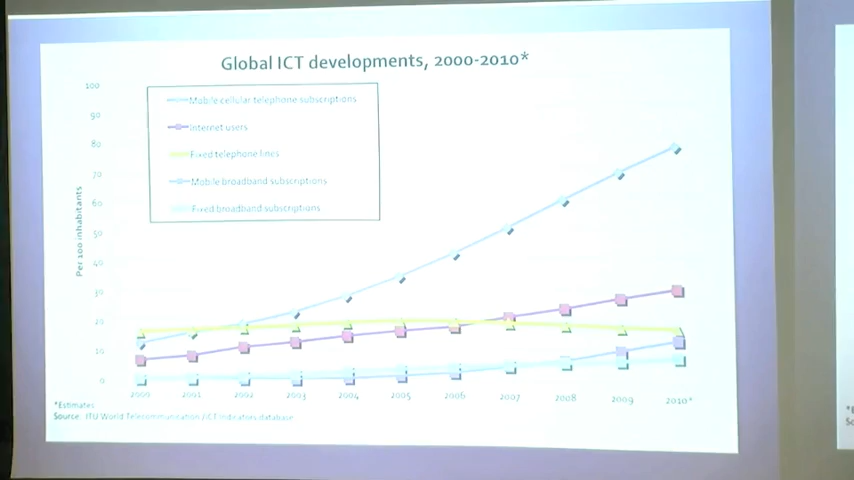 Global ICT developments, 2000-2010*
100
90
80
70
60
50
40
30
20
10
0
Per 100 inhabitants
Mobile cellular telephone subscriptions
Internet users
Fixed telephone lines
Mobile broadband subscriptions
Fixed broadband subscriptions
2000 2001 2002 2003 2004 2005 2006 2007 2008 2009 2010*
*Estimates
Source: ITU World Telecommunication /ICT Indicators database